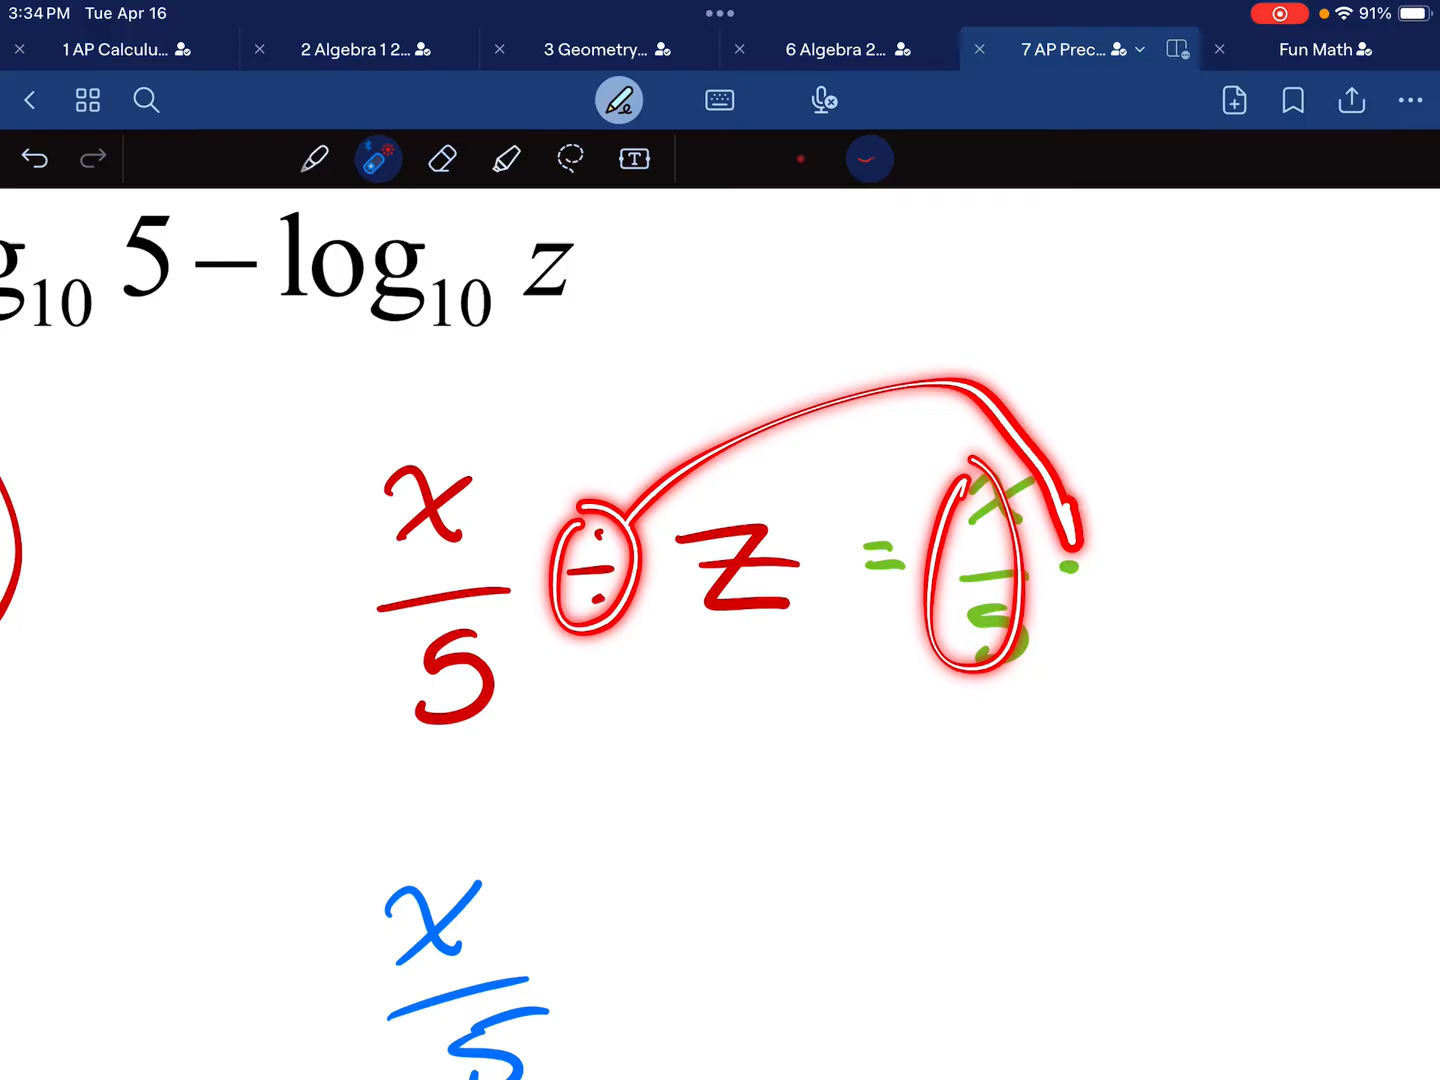 3:34 PM Tue Apr 16 91%
1 AP Calculu... 2 Algebra 1 2... 3 Geometry... 6 Algebra 2... 7 AP Prec... Fun Math
T
g₁₀ 5 − log₁₀ z
x/5 ÷ z = x/5 ·
x/5